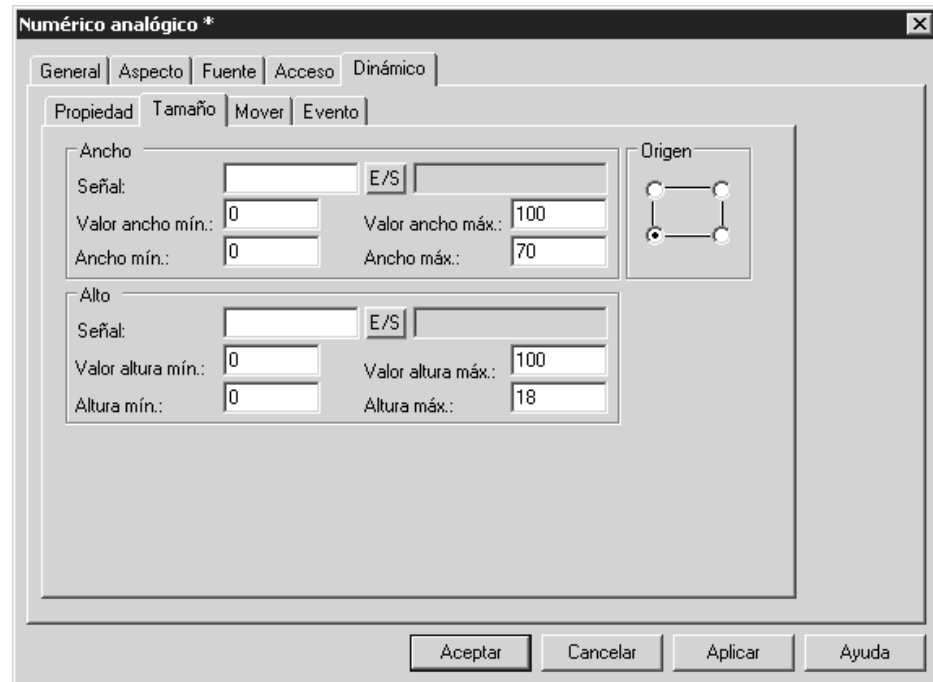 Numérico analógico *
General Aspecto Fuente Acceso Dinámico
Propiedad Tamaño Mover Evento
Ancho
Origen
Señal: E/S
Valor ancho mín.: 0 Valor ancho máx.: 100
Ancho mín.: 0 Ancho máx.: 70
Alto
Señal: E/S
Valor altura mín.: 0 Valor altura máx.: 100
Altura mín.: 0 Altura máx.: 18
Aceptar Cancelar Aplicar Ayuda